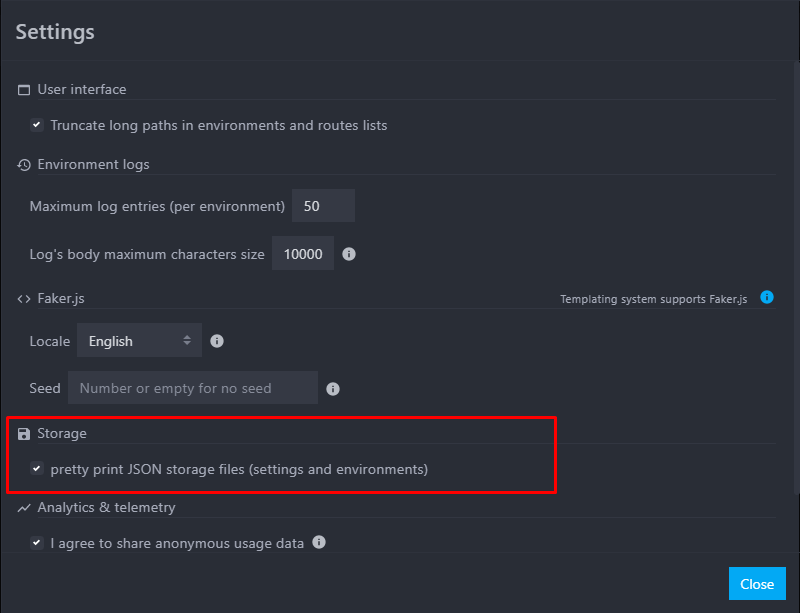 Settings
User interface
Truncate long paths in environments and routes lists
Environment logs
Maximum log entries (per environment) 50
Log's body maximum characters size 10000
Faker.js Templating system supports Faker.js
Locale English
Seed Number or empty for no seed
Storage
pretty print JSON storage files (settings and environments)
Analytics & telemetry
I agree to share anonymous usage data
Close